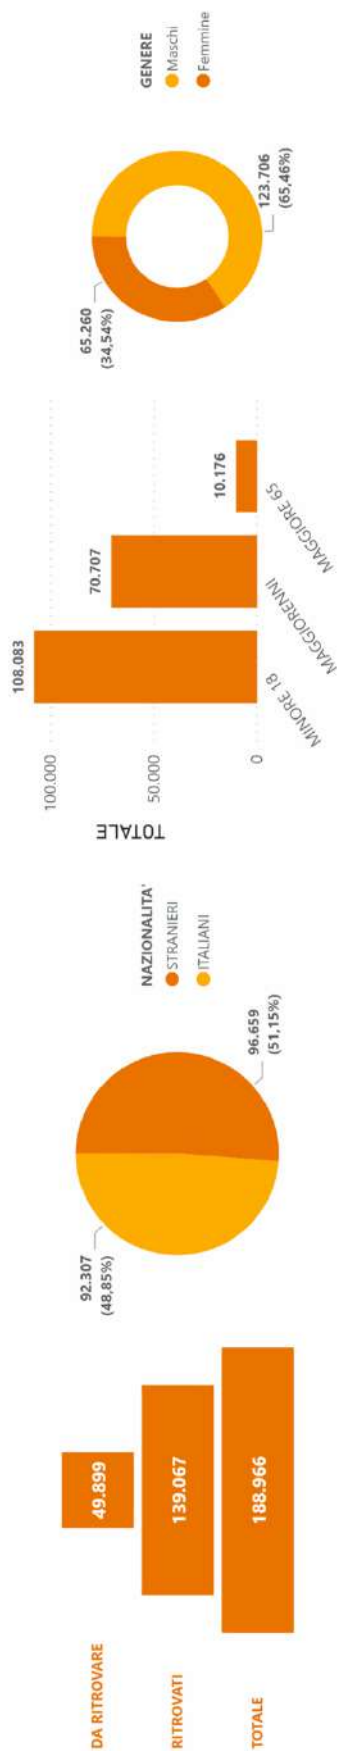 DA RITROVARE
49.899
RITROVATI
139.067
TOTALE
188.966
92.307
(48,85%)
96.659
(51,15%)
NAZIONALITA'
STRANIERI
ITALIANI
TOTALE
100.000
50.000
0
108.083
70.707
10.176
MINORE 18
MAGGIORENNI
MAGGIORE 65
65.260
(34,54%)
123.706
(65,46%)
GENERE
Maschi
Femmine